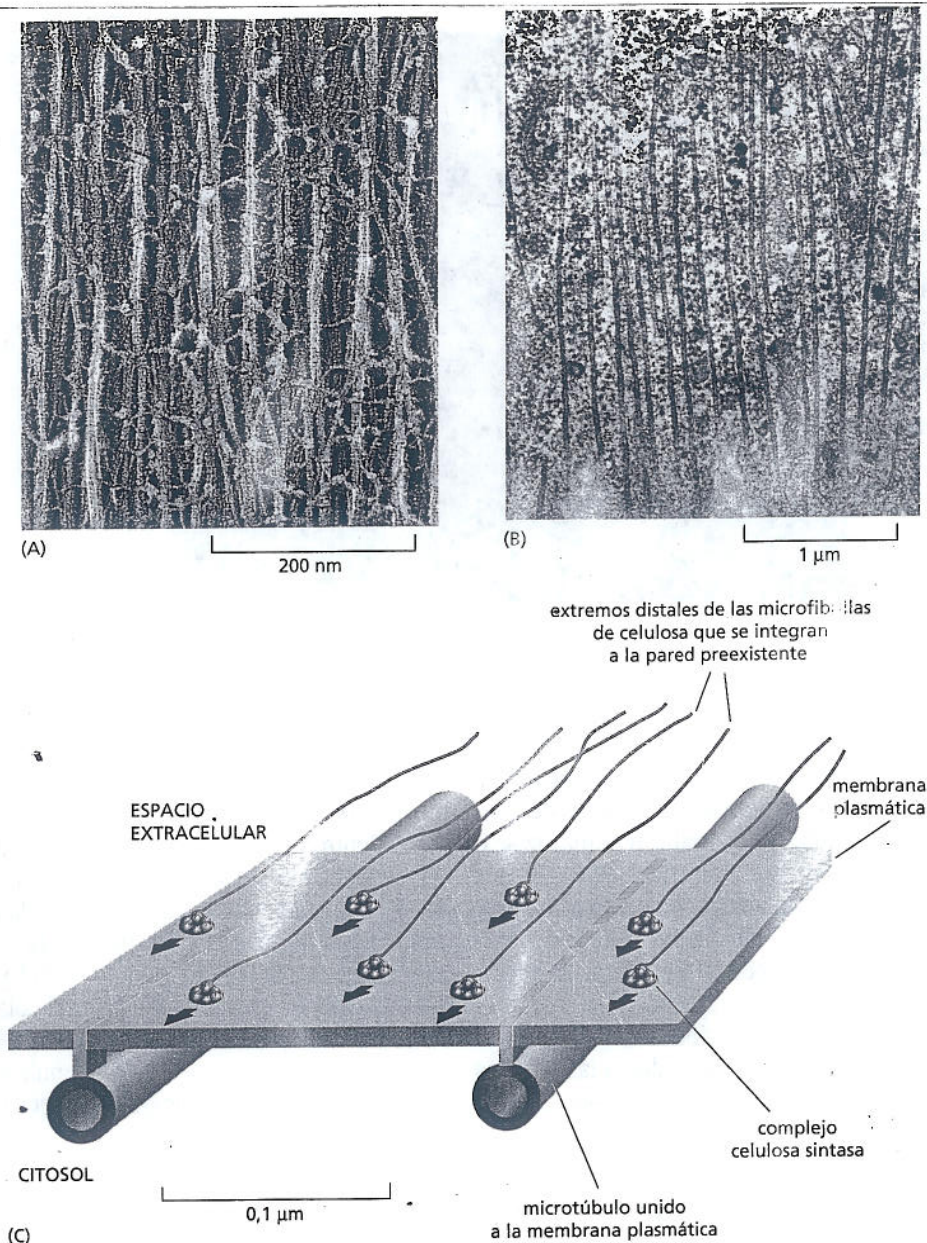 (A)
200 nm
(B)
1 µm
extremos distales de las
de celulosa que se integran
a la pared preexistente
ESPACIO
EXTRACELULAR
membrana
plasmática
CITOSOL
0,1 µm
(C)
microtúbulo unido
a la membrana plasmática
complejo
celulosa sintasa